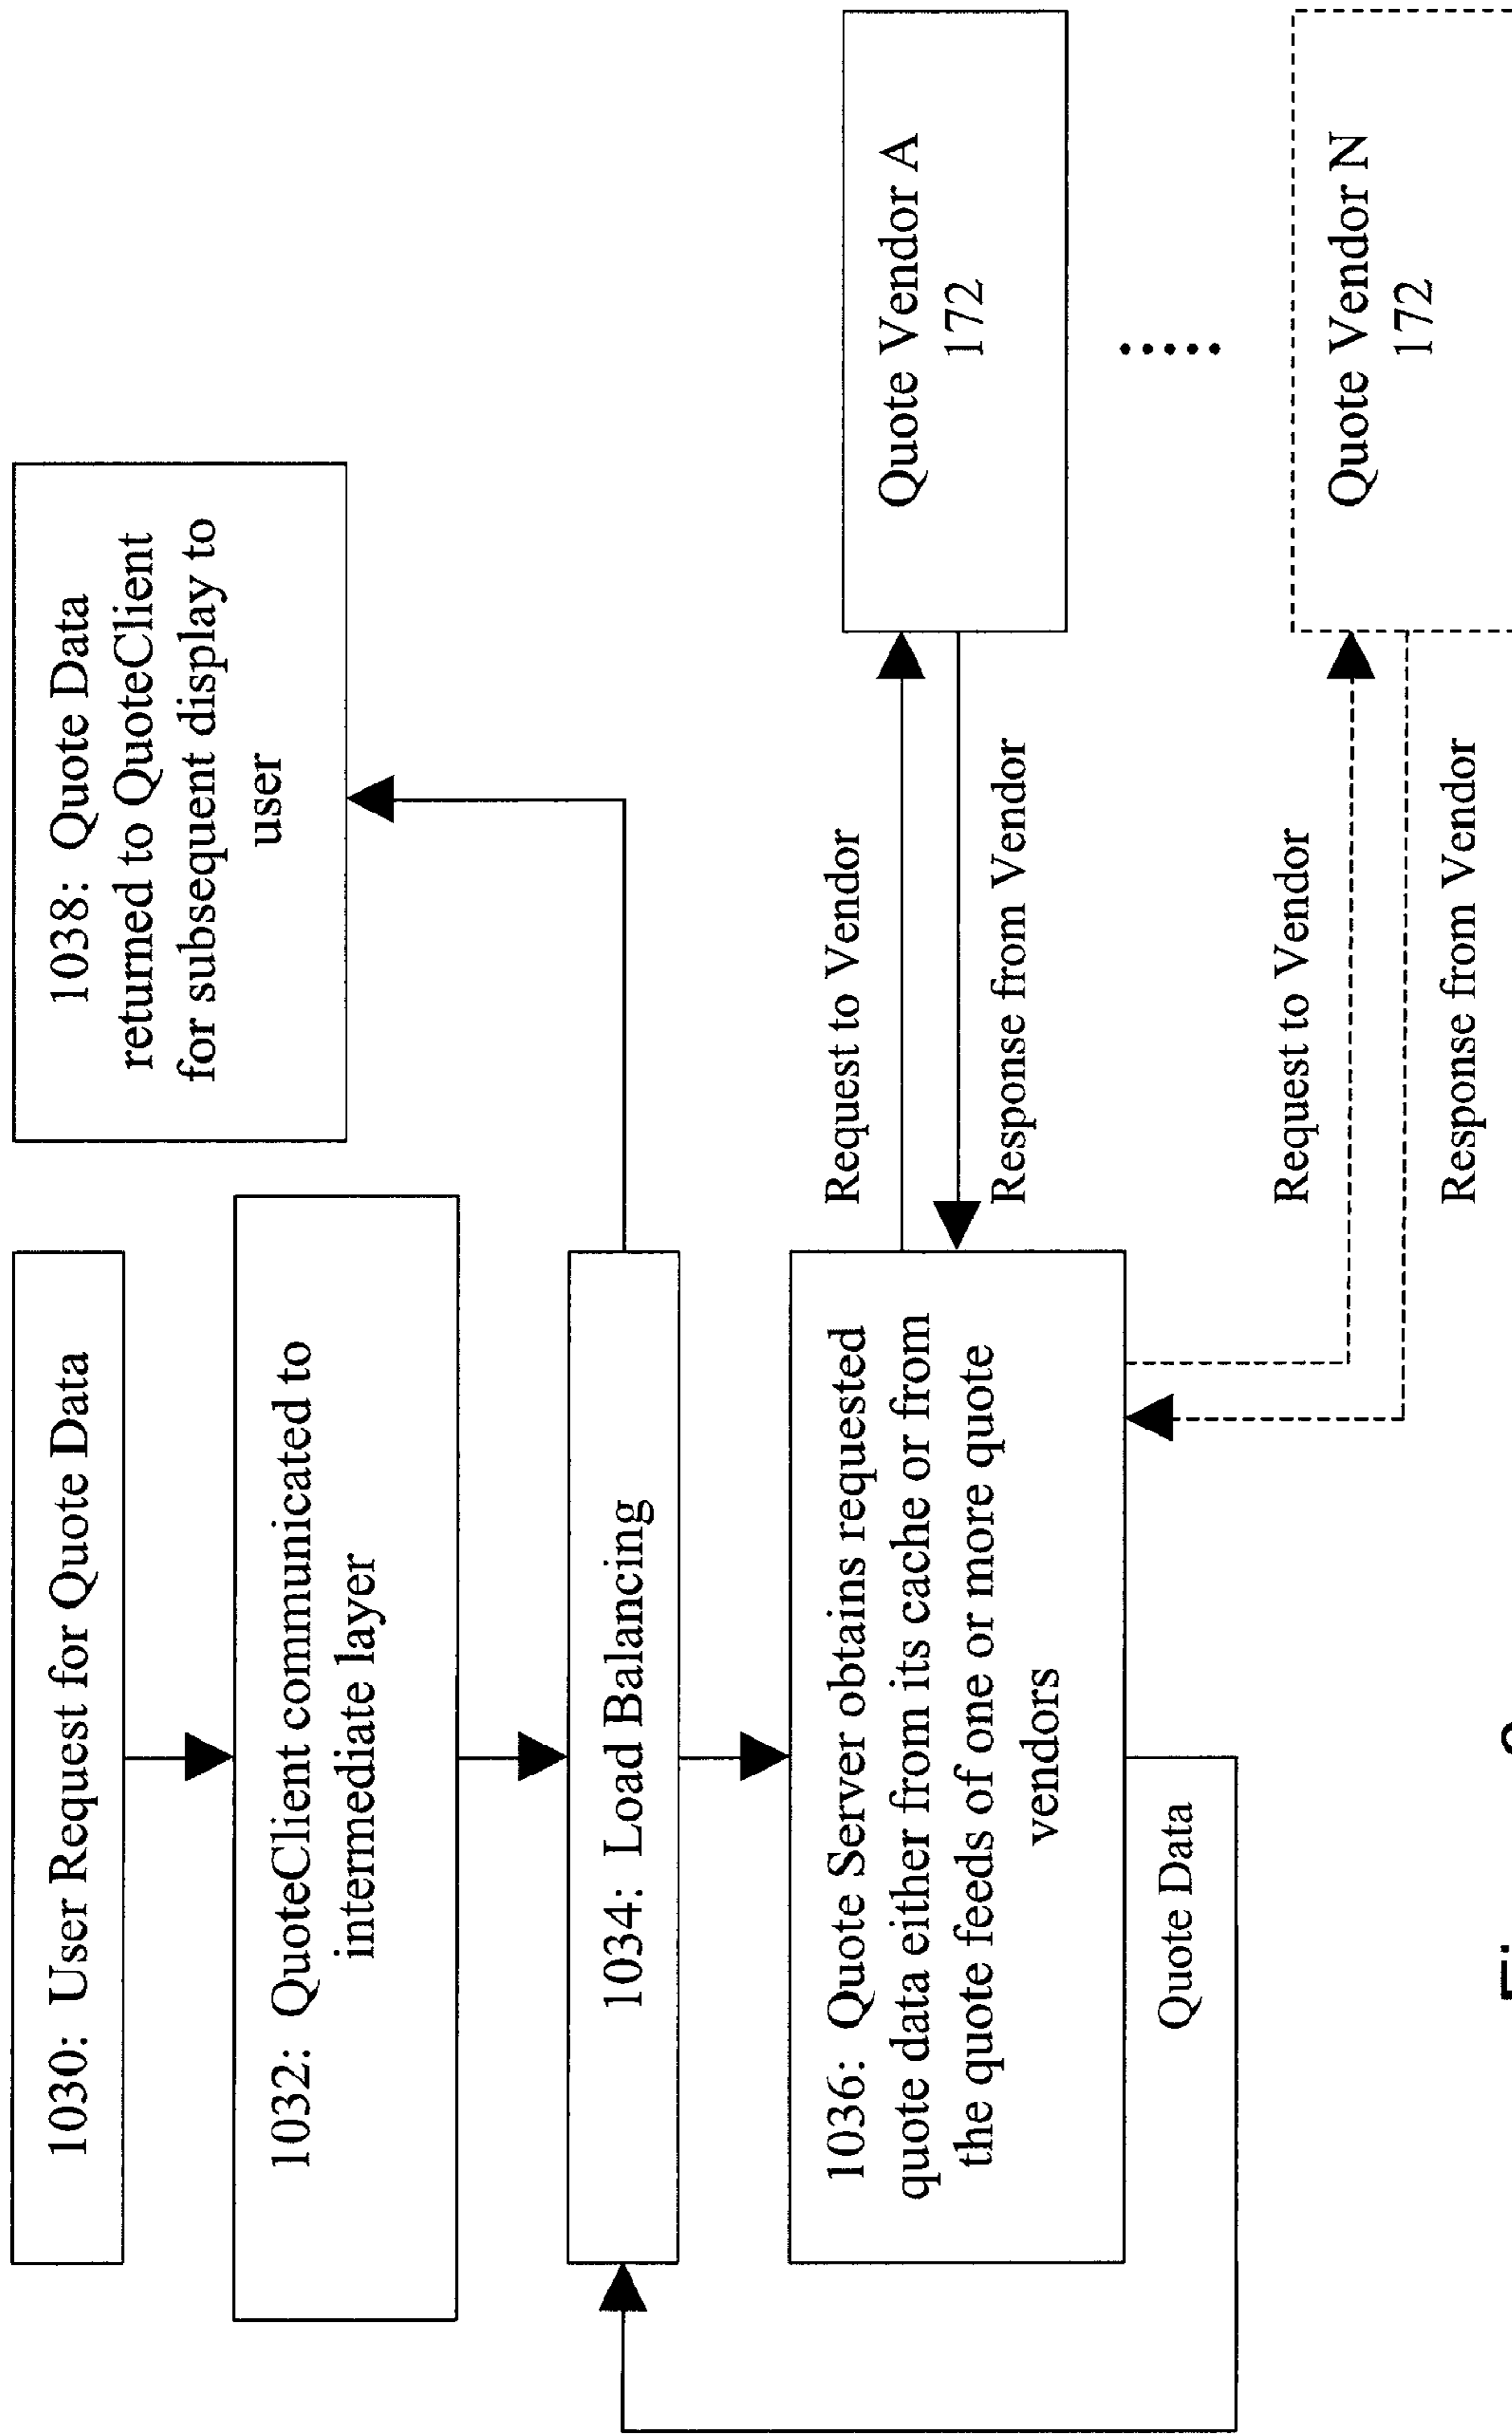 1030: User Request for Quote Data
1032: QuoteClient communicated to
intermediate layer
1034: Load Balancing
1036: Quote Server obtains requested
quote data either from its cache or from
the quote feeds of one or more quote
vendors
Quote Data
1038: Quote Data
returned to QuoteClient
for subsequent display to
user
Request to Vendor
Response from Vendor
Quote Vendor A
172
Request to Vendor
Response from Vendor
Quote Vendor N
172